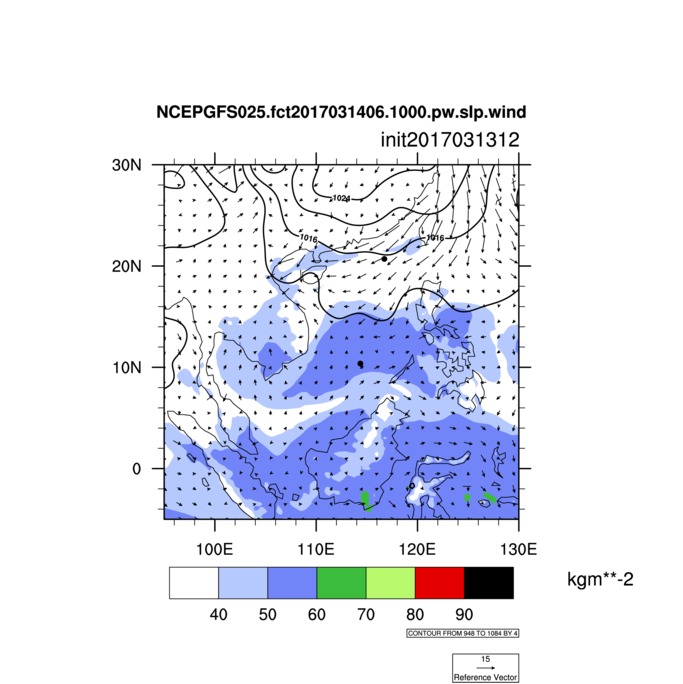 NCEPGFS025.fct2017031406.1000.pw.slp.wind
init2017031312
30N
1024
1016
1016
20N
10N
0
100E 110E 120E 130E
kgm**-2
40 50 60 70 80 90
CONTOUR FROM 948 TO 1084 BY 4
15
Reference Vector